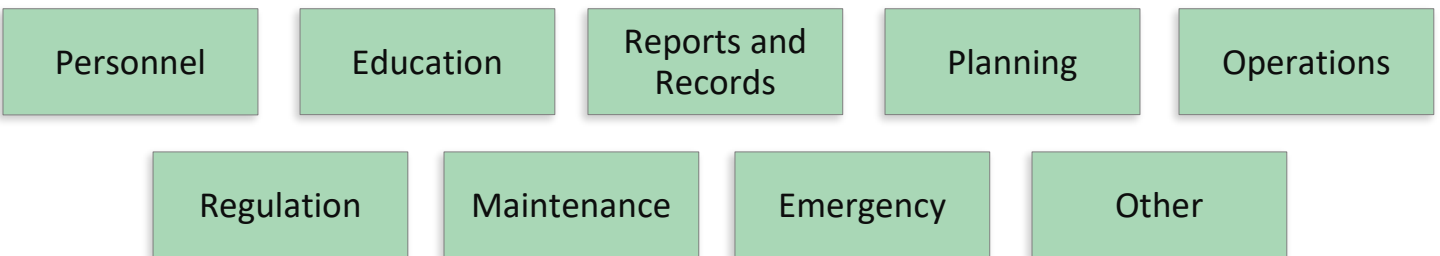 Personnel
Education
Reports and
Records
Planning
Operations
Regulation
Maintenance
Emergency
Other